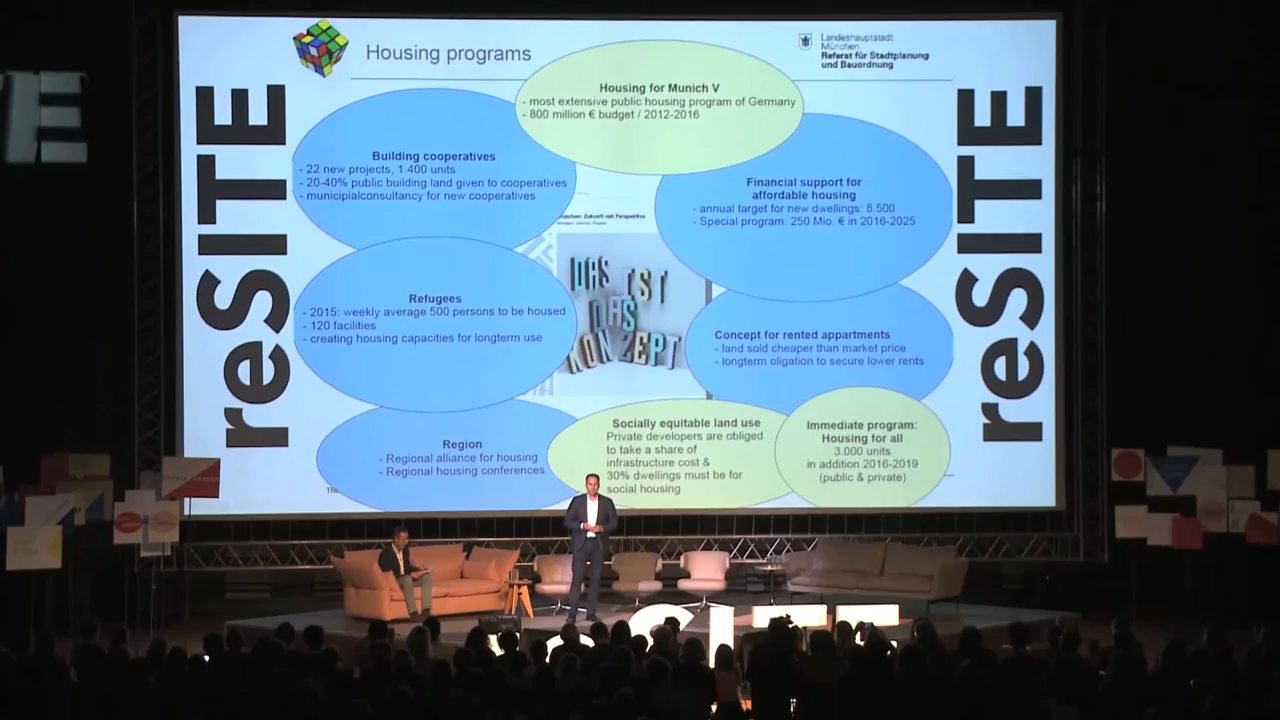 Housing programs
Landeshauptstadt
München
Referat für Stadtplanung
und Bauordnung
reSITE
reSITE
Housing for Munich V
- most extensive public housing program of Germany
- 800 million € budget / 2012-2016
Building cooperatives
- 22 new projects, 1.400 units
- 20-40% public building land given to cooperatives
- municipialconsultancy for new cooperatives
Financial support for
affordable housing
- annual target for new dwellings: 8.500
- Special program: 250 Mio. € in 2016-2025
Zukunft mit Perspektive
DAS IST
DAS
KONZEPT
Refugees
- 2015: weekly average 500 persons to be housed
- 120 facilities
- creating housing capacities for longterm use
Concept for rented appartments
- land sold cheaper than market price
- longterm oligation to secure lower rents
Region
- Regional alliance for housing
- Regional housing conferences
Socially equitable land use
Private developers are obliged
to take a share of
infrastructure cost &
30% dwellings must be for
social housing
Immediate program:
Housing for all
3.000 units
in addition 2016-2019
(public & private)